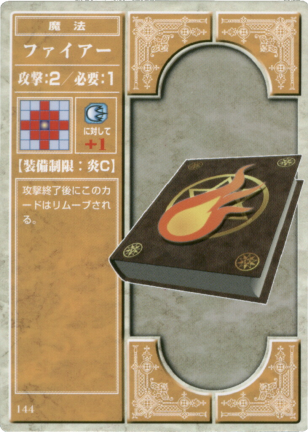 魔法
ファイアー
攻撃:2/必要:1
に対して
+1
【装備制限:炎C】
攻撃終了後にこのカ
ードはリムーブされ
る。
144